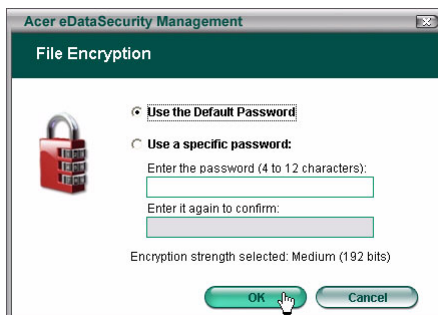 Acer eDataSecurity Management
File Encryption
Use the Default Password
Use a specific password:
Enter the password (4 to 12 characters):
Enter it again to confirm:
Encryption strength selected: Medium (192 bits)
OK
Cancel